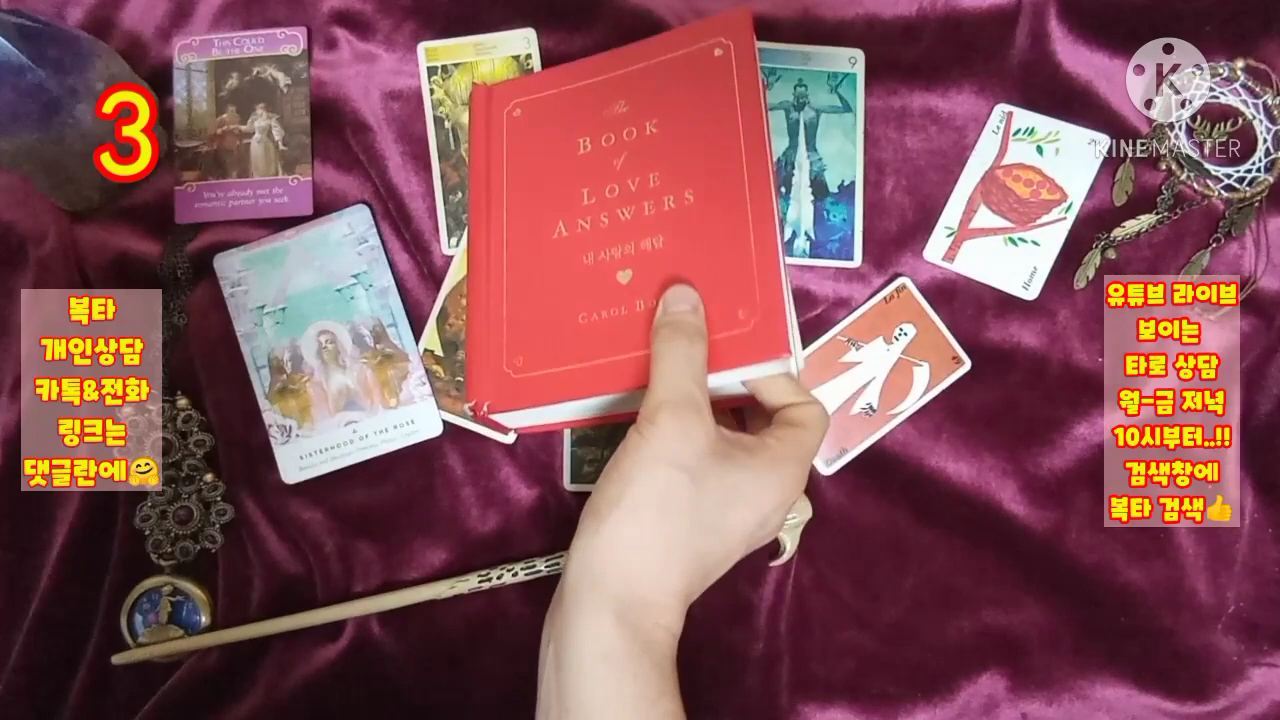 3
THIS COULD
BE THE ONE
You've already met the
romantic partner you seek.
SISTERHOOD OF THE ROSE
3
The
BOOK
of
LOVE
ANSWERS
내 사랑의 해답
CAROL
9
Home
Death
KINEMASTER
복타
개인상담
카톡&전화
링크는
댓글란에🤗
유튜브 라이브
보이는
타로 상담
월-금 저녁
10시부터..!!
검색창에
복타 검색👍